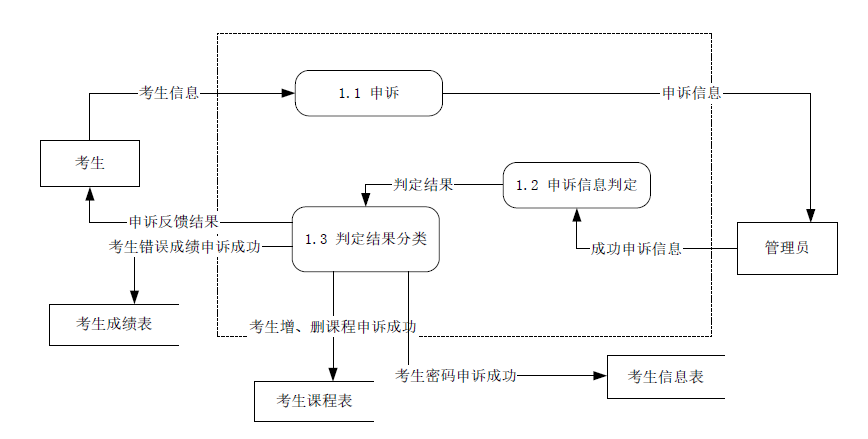 考生信息
1.1 申诉
申诉信息
考生
判定结果
1.2 申诉信息判定
申诉反馈结果
1.3 判定结果分类
考生错误成绩申诉成功
成功申诉信息
管理员
考生成绩表
考生增、删课程申诉成功
考生密码申诉成功
考生信息表
考生课程表